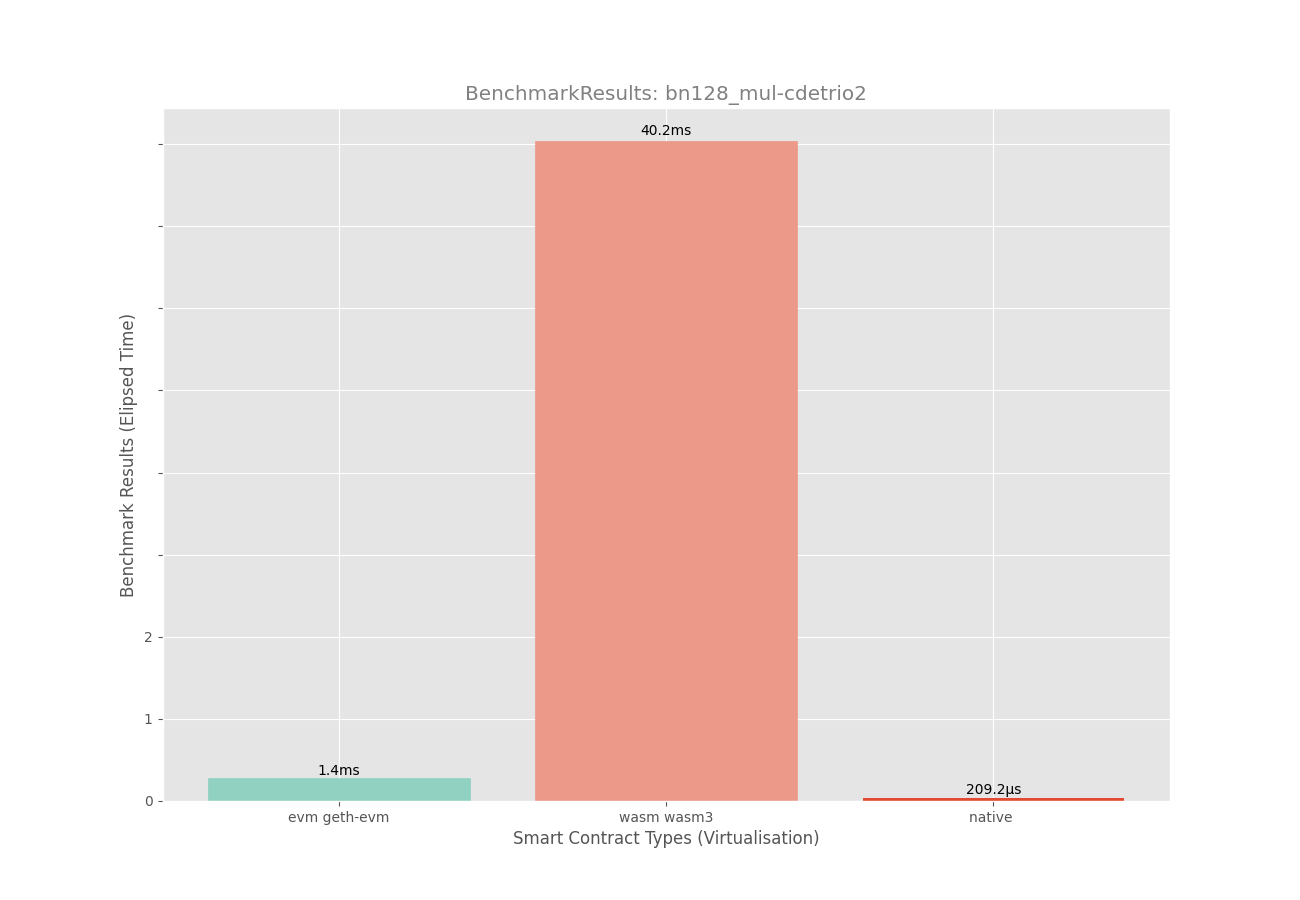 BenchmarkResults: bn128_mul-cdetrio2
40.2ms
1.4ms
209.2µs
2
1
0
Benchmark Results (Elipsed Time)
evm geth-evm
wasm wasm3
native
Smart Contract Types (Virtualisation)